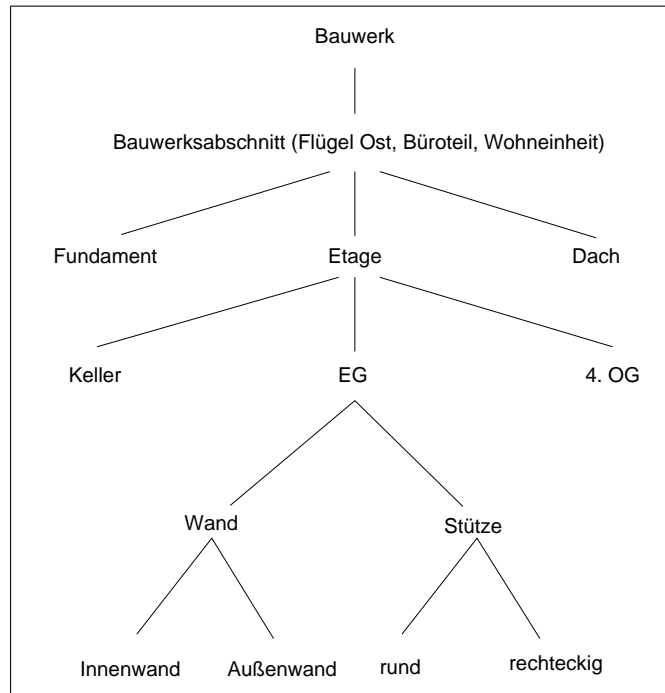 Bauwerk
Bauwerksabschnitt (Flügel Ost, Büroteil, Wohneinheit)
Fundament
Etage
Dach
Keller
EG
4. OG
Wand
Stütze
Innenwand
Außenwand
rund
rechteckig